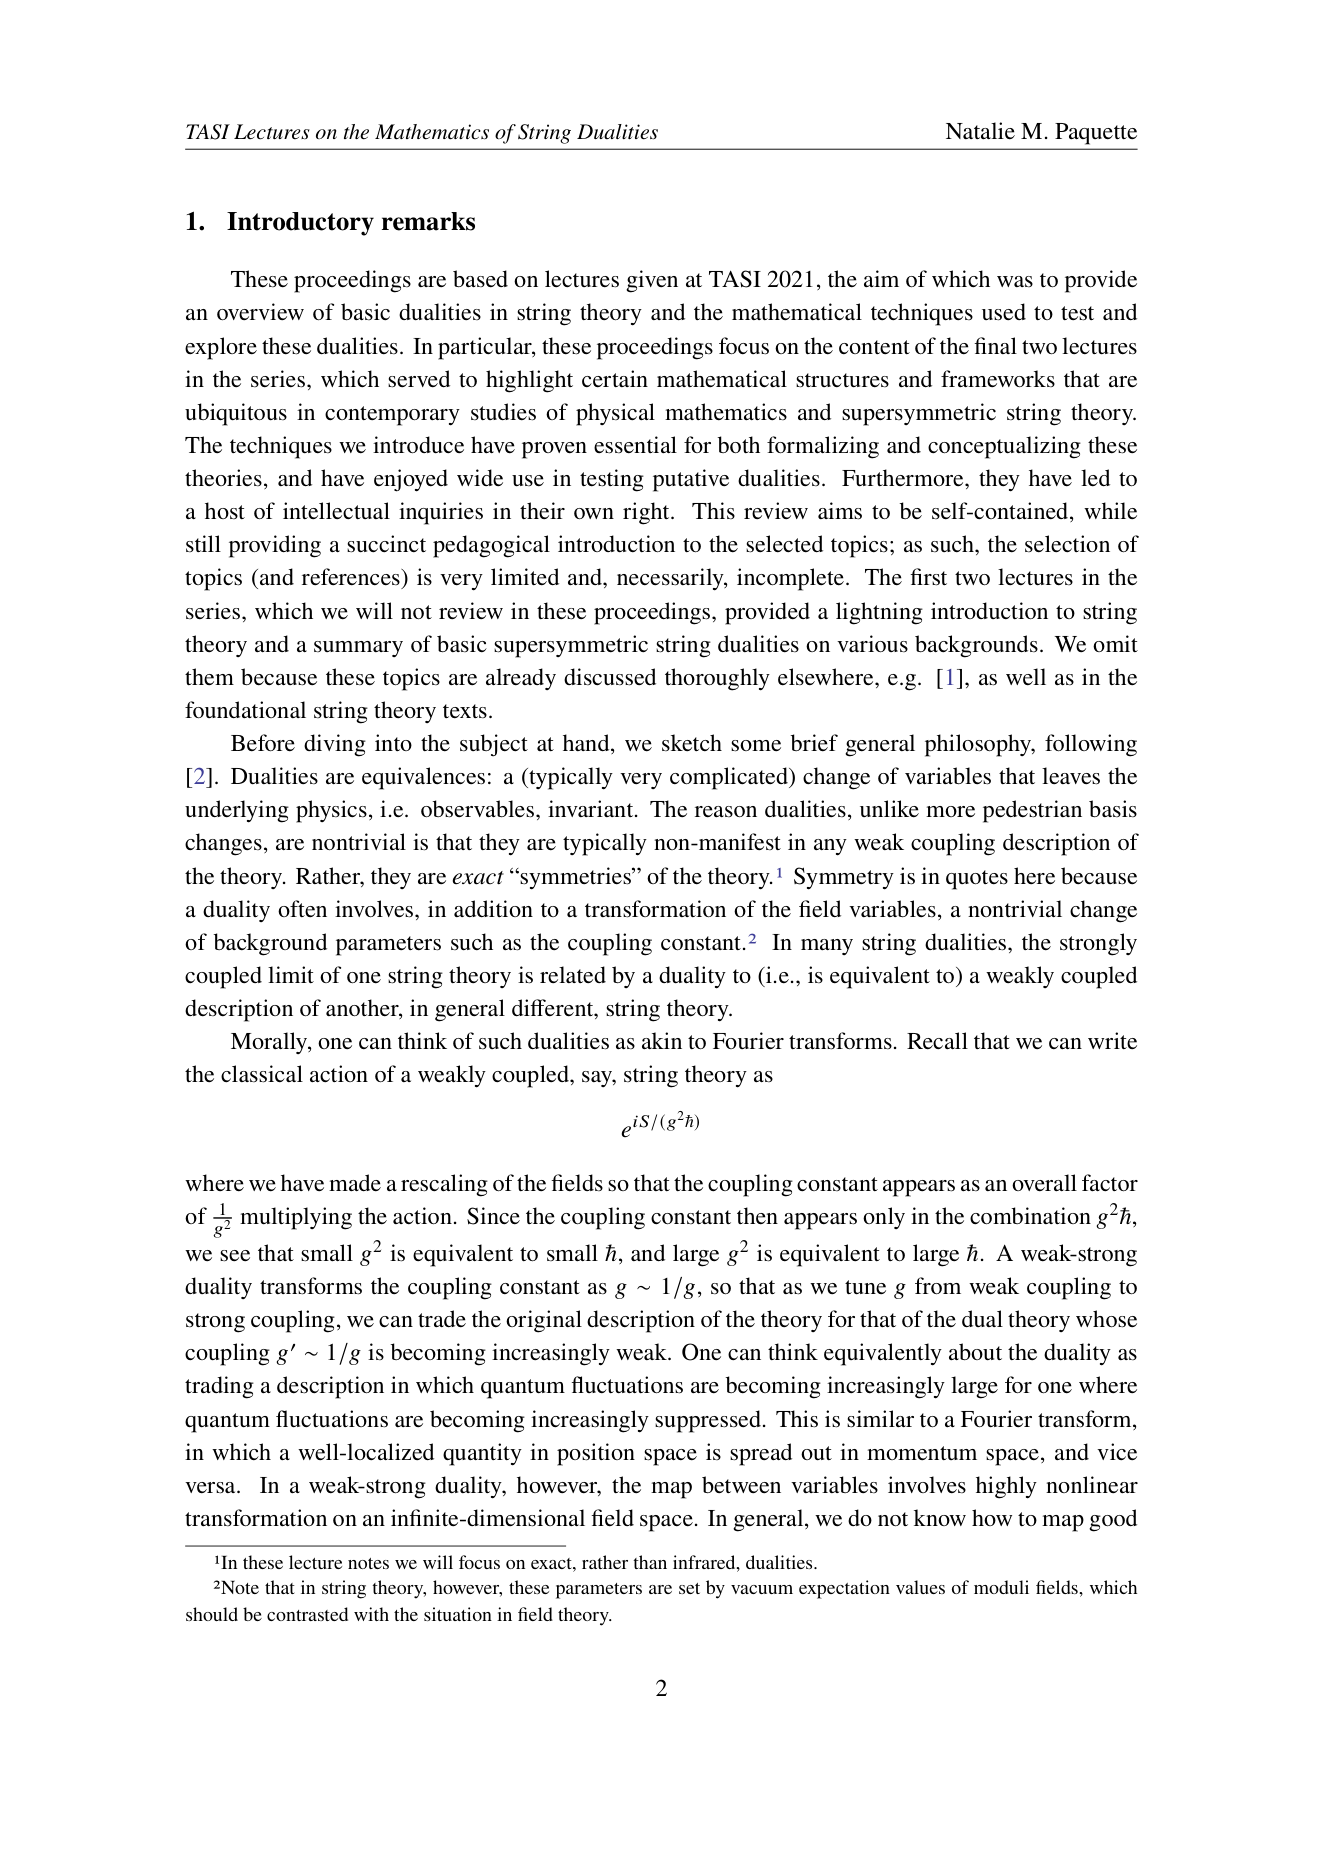 TASI Lectures on the Mathematics of String Dualities Natalie M. Paquette
1. Introductory remarks
These proceedings are based on lectures given at TASI 2021, the aim of which was to provide
an overview of basic dualities in string theory and the mathematical techniques used to test and
explore these dualities. In particular, these proceedings focus on the content of the final two lectures
in the series, which served to highlight certain mathematical structures and frameworks that are
ubiquitous in contemporary studies of physical mathematics and supersymmetric string theory.
The techniques we introduce have proven essential for both formalizing and conceptualizing these
theories, and have enjoyed wide use in testing putative dualities. Furthermore, they have led to
a host of intellectual inquiries in their own right. This review aims to be self-contained, while
still providing a succinct pedagogical introduction to the selected topics; as such, the selection of
topics (and references) is very limited and, necessarily, incomplete. The first two lectures in the
series, which we will not review in these proceedings, provided a lightning introduction to string
theory and a summary of basic supersymmetric string dualities on various backgrounds. We omit
them because these topics are already discussed thoroughly elsewhere, e.g. [1], as well as in the
foundational string theory texts.
Before diving into the subject at hand, we sketch some brief general philosophy, following
[2]. Dualities are equivalences: a (typically very complicated) change of variables that leaves the
underlying physics, i.e. observables, invariant. The reason dualities, unlike more pedestrian basis
changes, are nontrivial is that they are typically non-manifest in any weak coupling description of
the theory. Rather, they are exact “symmetries” of the theory.¹ Symmetry is in quotes here because
a duality often involves, in addition to a transformation of the field variables, a nontrivial change
of background parameters such as the coupling constant.² In many string dualities, the strongly
coupled limit of one string theory is related by a duality to (i.e., is equivalent to) a weakly coupled
description of another, in general different, string theory.
Morally, one can think of such dualities as akin to Fourier transforms. Recall that we can write
the classical action of a weakly coupled, say, string theory as
$e^{iS/(g^2\hbar)}$
where we have made a rescaling of the fields so that the coupling constant appears as an overall factor
of $\frac{1}{g^2}$ multiplying the action. Since the coupling constant then appears only in the combination $g^2\hbar$,
we see that small $g^2$ is equivalent to small $\hbar$, and large $g^2$ is equivalent to large $\hbar$. A weak-strong
duality transforms the coupling constant as $g \sim 1/g$, so that as we tune $g$ from weak coupling to
strong coupling, we can trade the original description of the theory for that of the dual theory whose
coupling $g' \sim 1/g$ is becoming increasingly weak. One can think equivalently about the duality as
trading a description in which quantum fluctuations are becoming increasingly large for one where
quantum fluctuations are becoming increasingly suppressed. This is similar to a Fourier transform,
in which a well-localized quantity in position space is spread out in momentum space, and vice
versa. In a weak-strong duality, however, the map between variables involves highly nonlinear
transformation on an infinite-dimensional field space. In general, we do not know how to map good
¹In these lecture notes we will focus on exact, rather than infrared, dualities.
²Note that in string theory, however, these parameters are set by vacuum expectation values of moduli fields, which
should be contrasted with the situation in field theory.
2